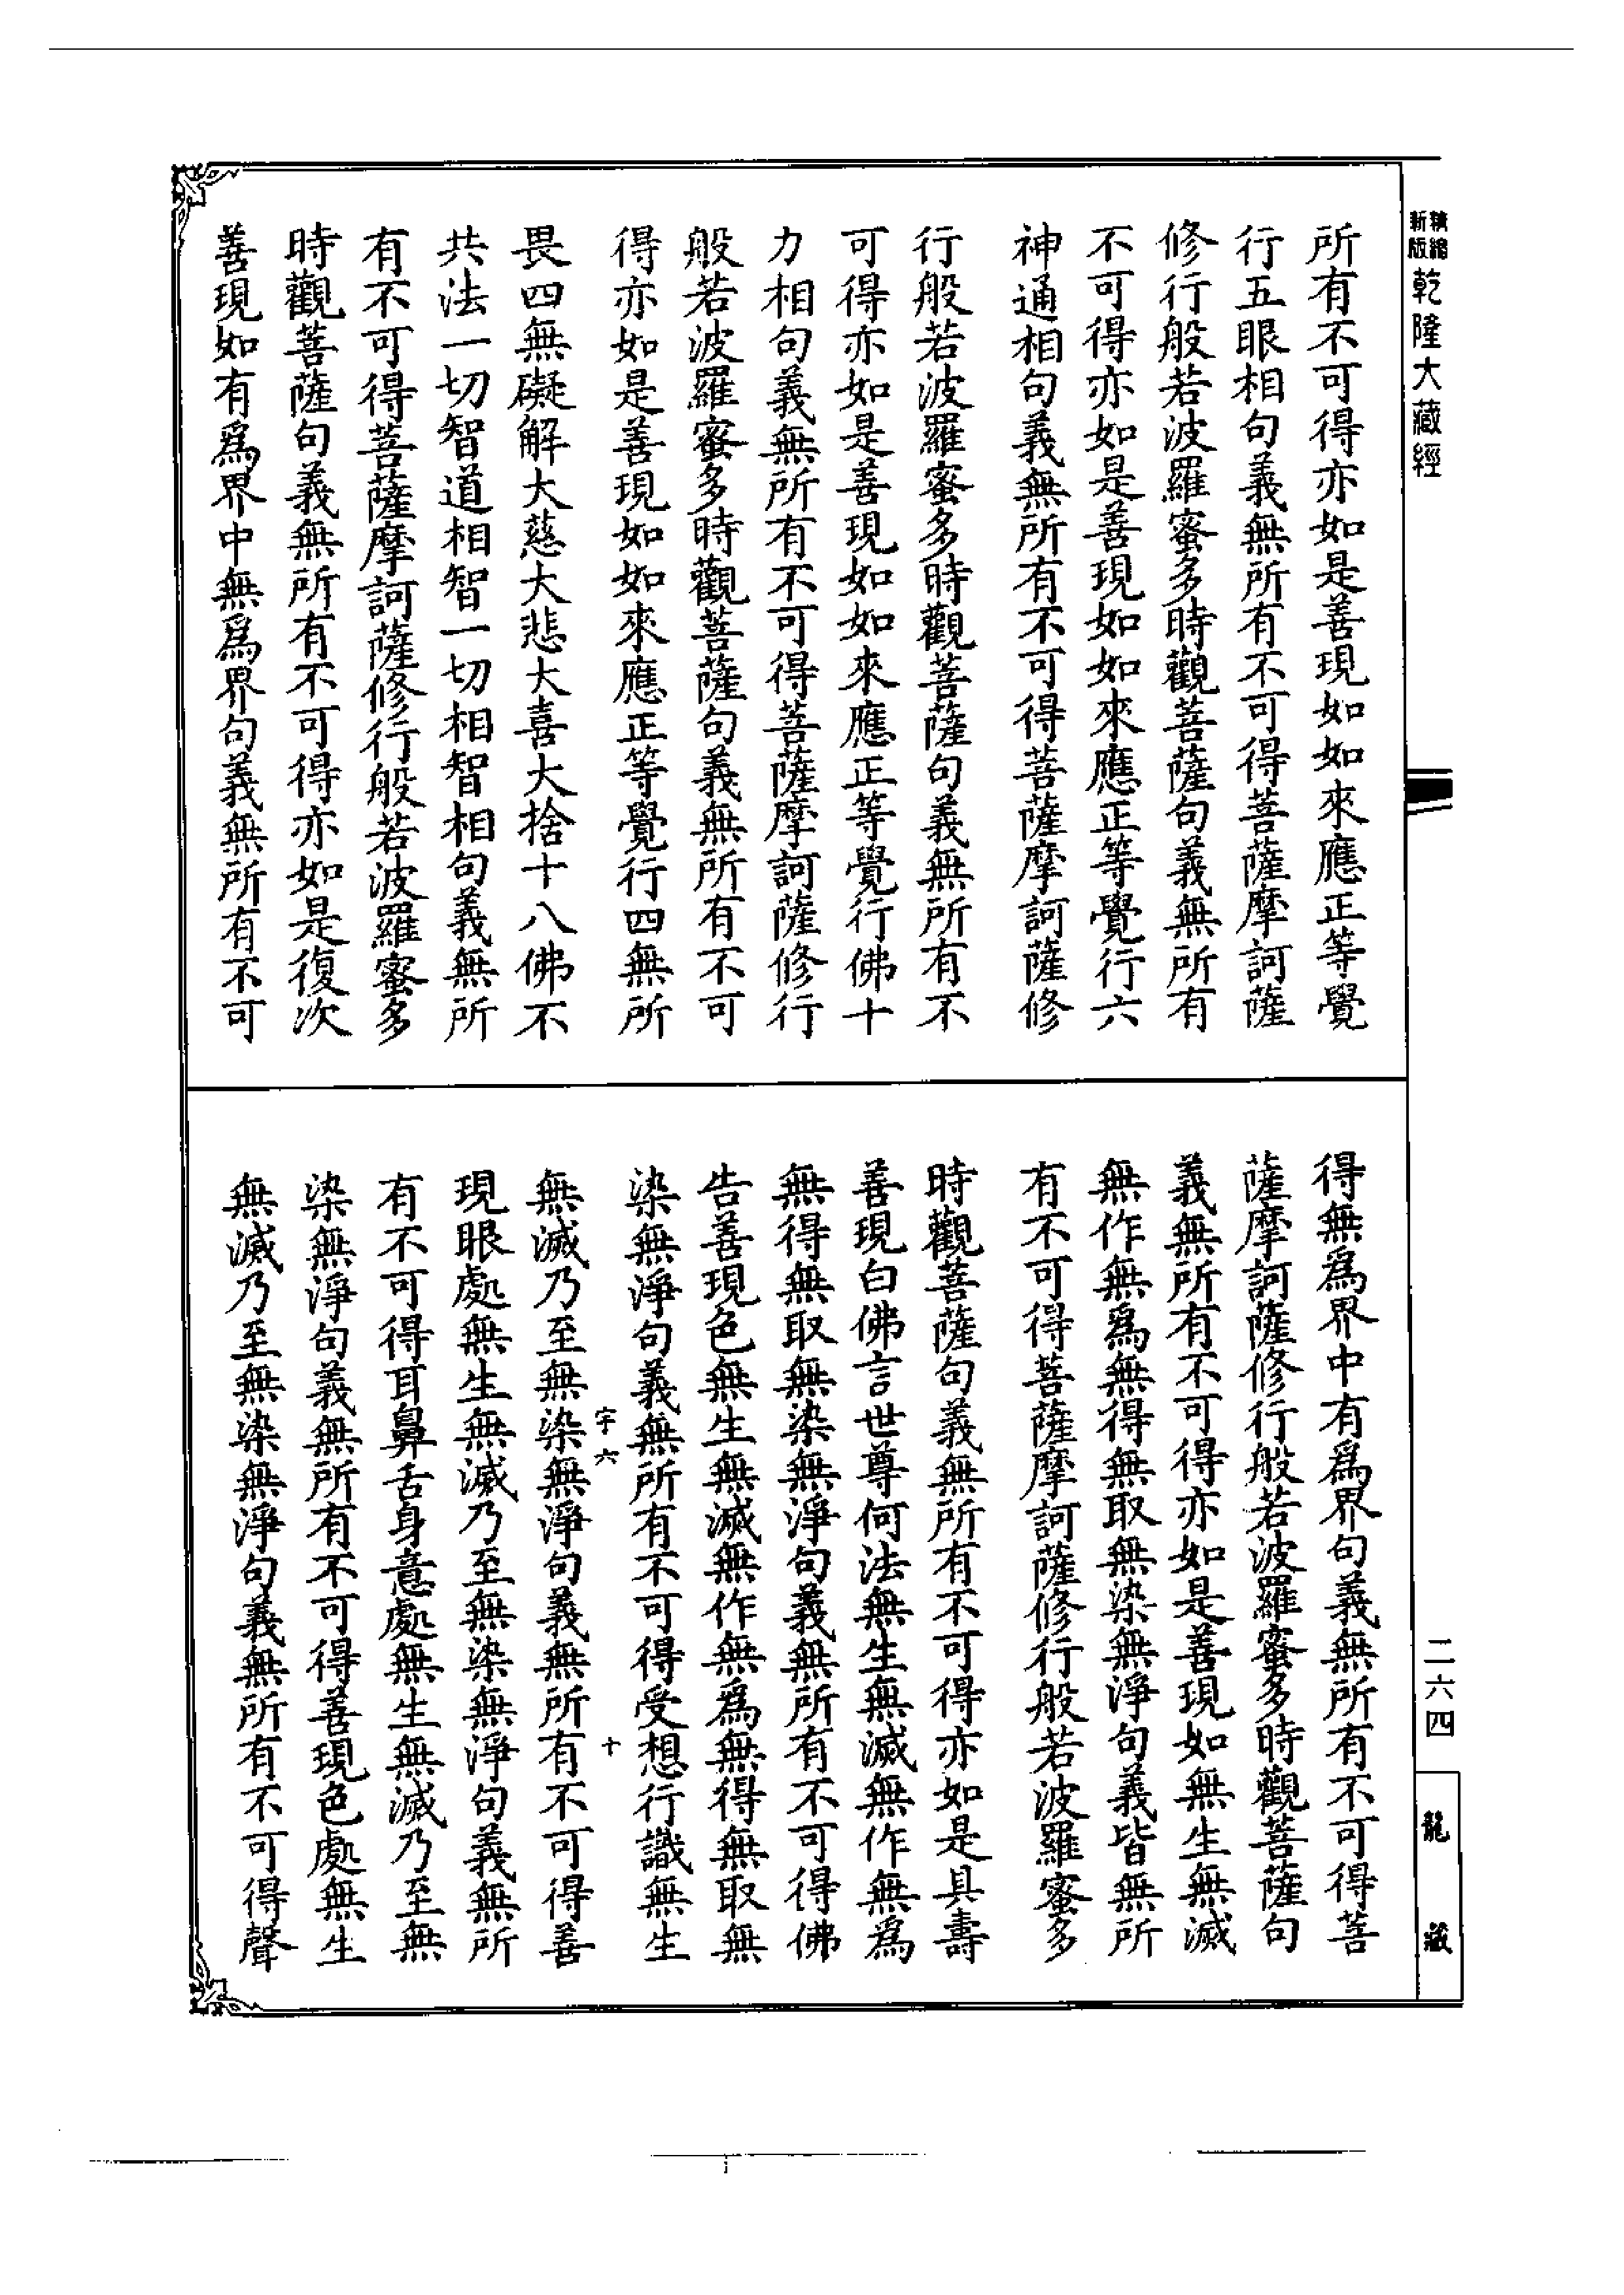 精縮
新版
乾隆大藏經
所有不可得亦如是善現如如來應正等覺
行五眼相句義無所有不可得菩薩摩訶薩
修行般若波羅蜜多時觀菩薩句義無所有
不可得亦如是善現如如來應正等覺行六
神通相句義無所有不可得菩薩摩訶薩修
行般若波羅蜜多時觀菩薩句義無所有不
可得亦如是善現如如來應正等覺行佛十
力相句義無所有不可得菩薩摩訶薩修行
般若波羅蜜多時觀菩薩句義無所有不可
得亦如是善現如如來應正等覺行四無所
畏四無礙解大慈大悲大喜大捨十八佛不
共法一切智道相智一切相智相句義無所
有不可得菩薩摩訶薩修行般若波羅蜜多
時觀菩薩句義無所有不可得亦如是復次
善現如有爲界中無爲界句義無所有不可
得無爲界中有爲界句義無所有不可得菩
薩摩訶薩修行般若波羅蜜多時觀菩薩句
義無所有不可得亦如是善現如無生無滅
無作無爲無得無取無染無淨句義皆無所
有不可得菩薩摩訶薩修行般若波羅蜜多
時觀菩薩句義無所有不可得亦如是具壽
善現白佛言世尊何法無生無滅無作無爲
無得無取無染無淨句義無所有不可得佛
告善現色無生無滅無作無爲無得無取無
染無淨句義無所有不可得受想行識無生
字六
十
無滅乃至無染無淨句義無所有不可得善
現眼處無生無滅乃至無染無淨句義無所
有不可得耳鼻舌身意處無生無滅乃至無
染無淨句義無所有不可得善現色處無生
無滅乃至無染無淨句義無所有不可得聲
二六四
龍藏